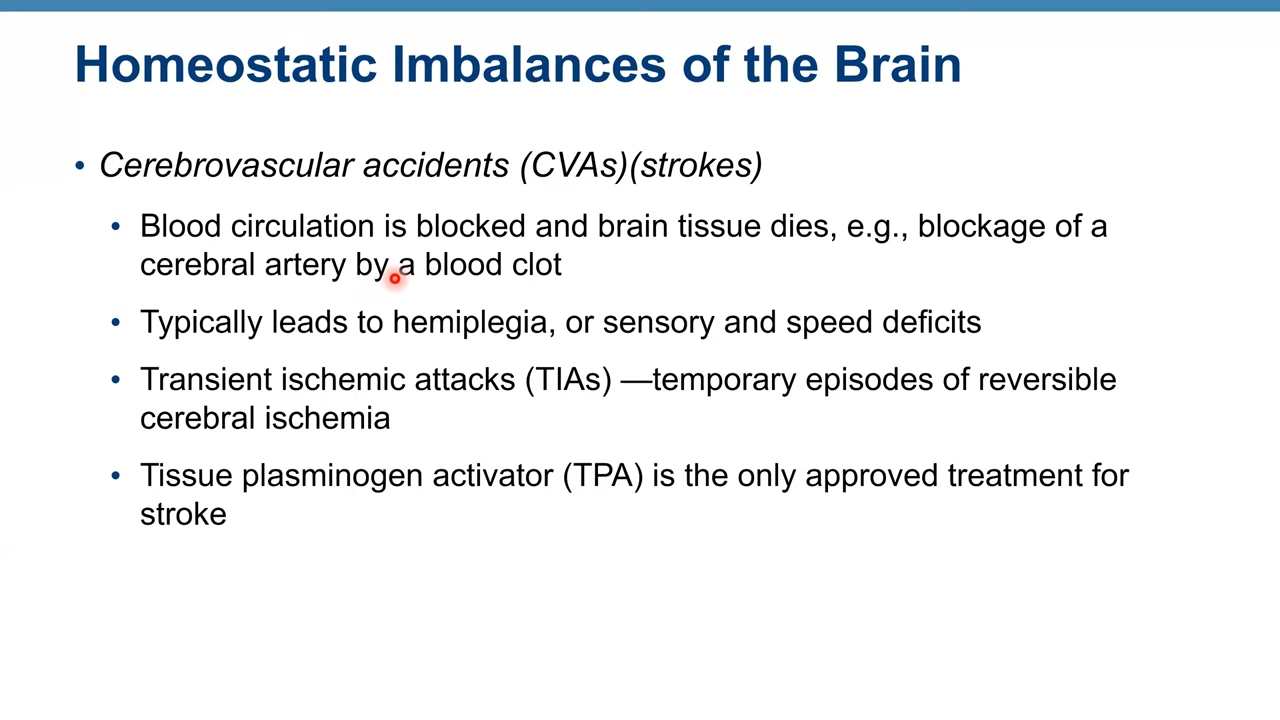 Homeostatic Imbalances of the Brain
• Cerebrovascular accidents (CVAs)(strokes)
• Blood circulation is blocked and brain tissue dies, e.g., blockage of a
cerebral artery by a blood clot
• Typically leads to hemiplegia, or sensory and speed deficits
• Transient ischemic attacks (TIAs) —temporary episodes of reversible
cerebral ischemia
• Tissue plasminogen activator (TPA) is the only approved treatment for
stroke